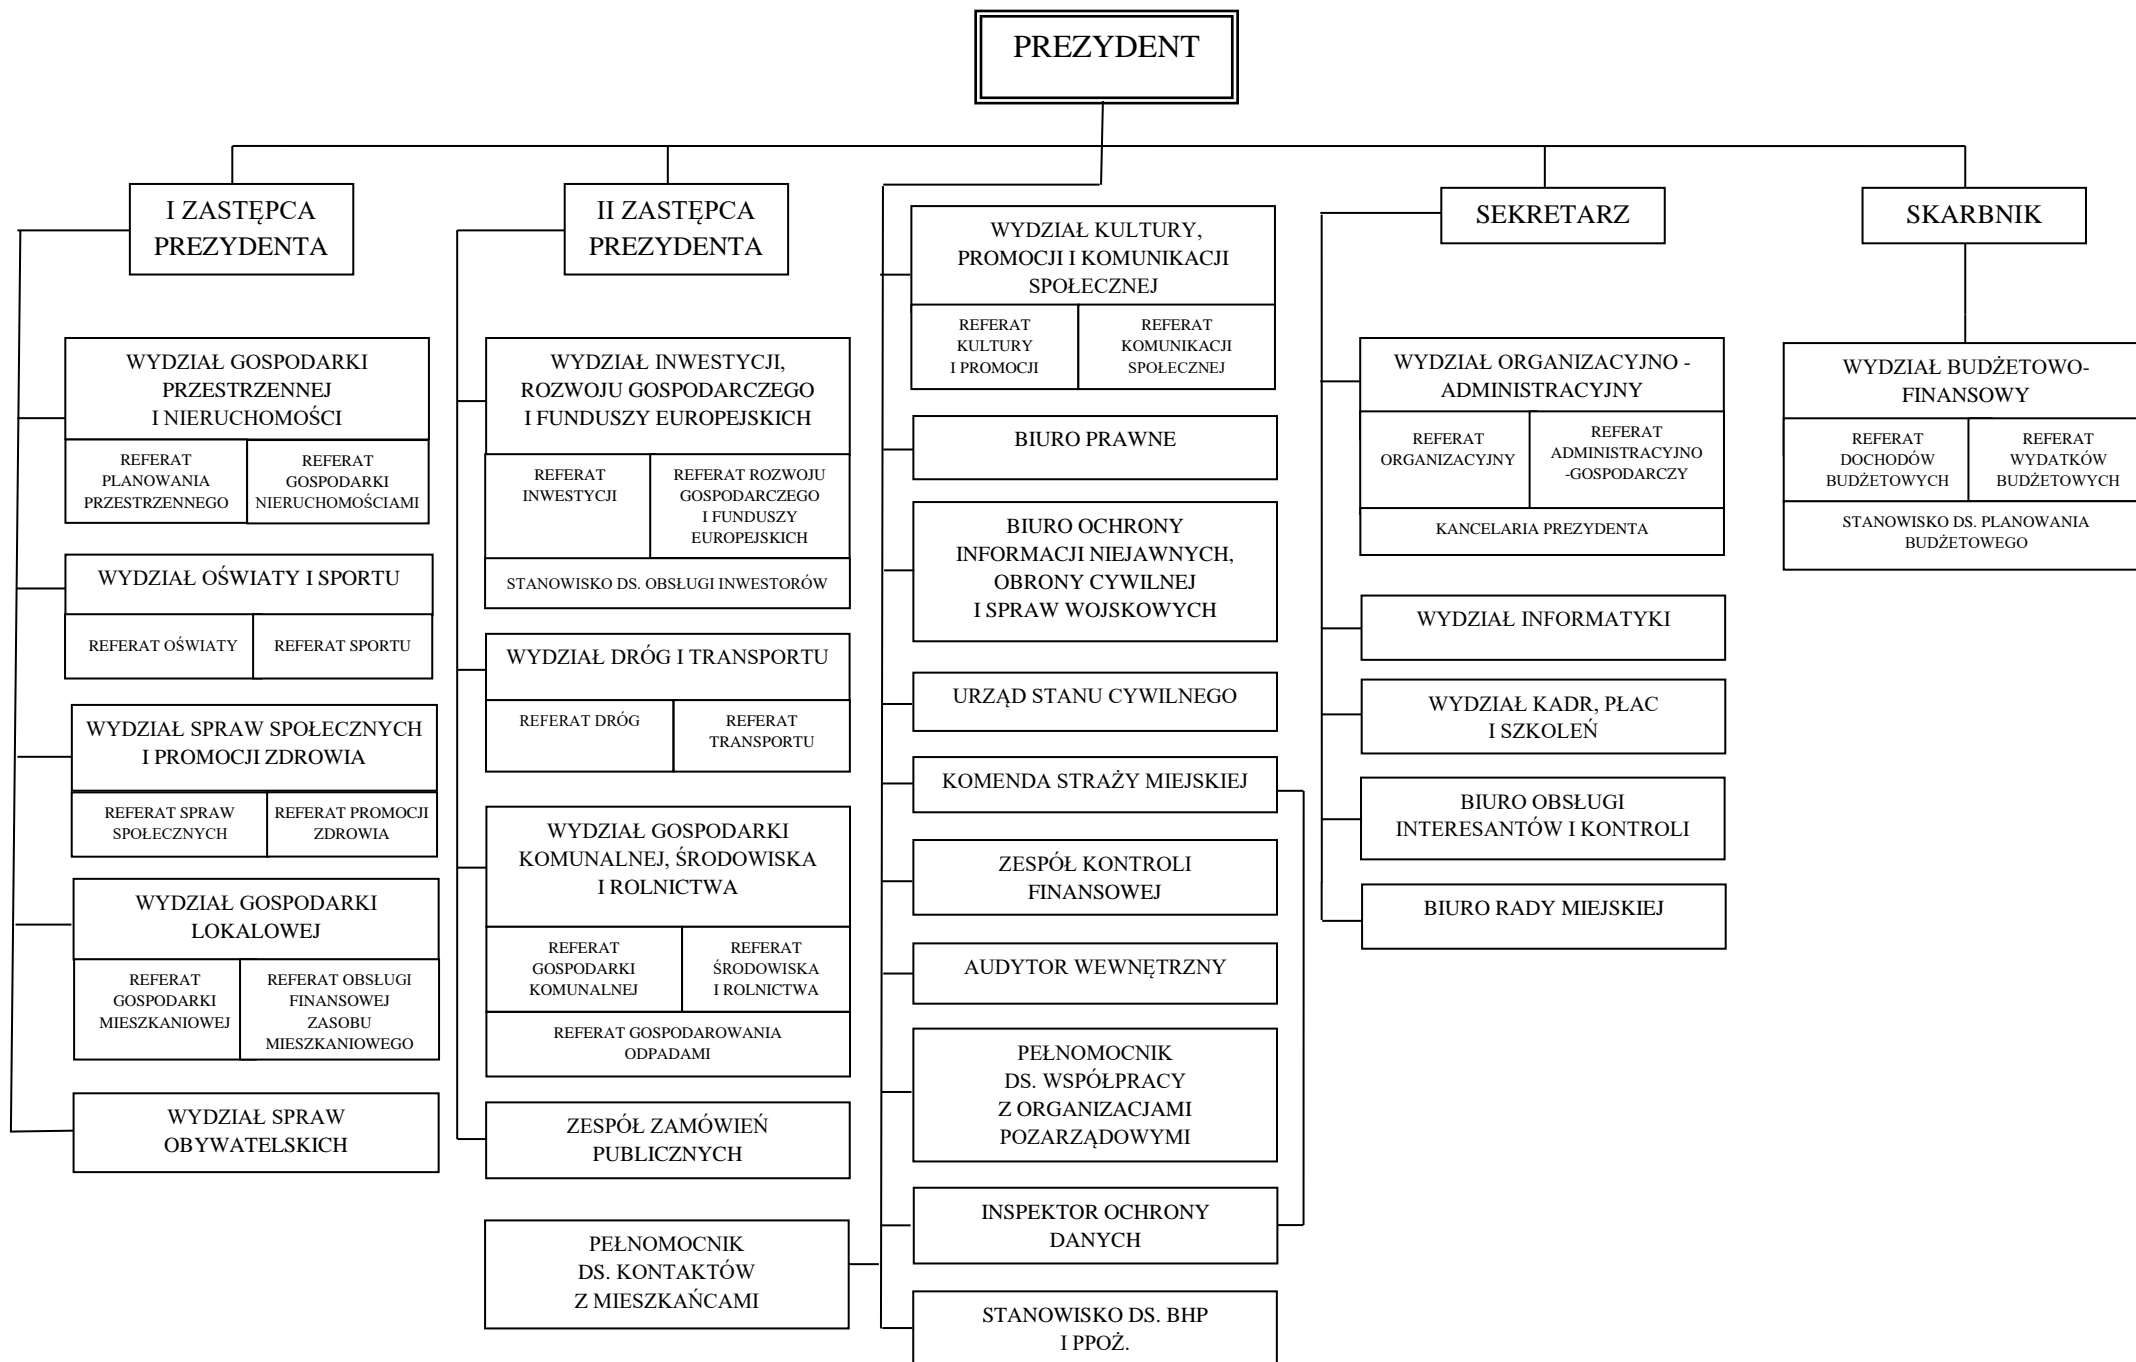 PREZYDENT
I ZASTĘPCA
PREZYDENTA
WYDZIAŁ GOSPODARKI
PRZESTRZENNEJ
I NIERUCHOMOŚCI
REFERAT
PLANOWANIA
PRZESTRZENNEGO
REFERAT
GOSPODARKI
NIERUCHOMOŚCIAMI
WYDZIAŁ OŚWIATY I SPORTU
REFERAT OŚWIATY
REFERAT SPORTU
WYDZIAŁ SPRAW SPOŁECZNYCH
I PROMOCJI ZDROWIA
REFERAT SPRAW
SPOŁECZNYCH
REFERAT PROMOCJI
ZDROWIA
WYDZIAŁ GOSPODARKI
LOKALOWEJ
REFERAT
GOSPODARKI
MIESZKANIOWEJ
REFERAT OBSŁUGI
FINANSOWEJ
ZASOBU
MIESZKANIOWEGO
WYDZIAŁ SPRAW
OBYWATELSKICH
II ZASTĘPCA
PREZYDENTA
WYDZIAŁ INWESTYCJI,
ROZWOJU GOSPODARCZEGO
I FUNDUSZY EUROPEJSKICH
REFERAT
INWESTYCJI
REFERAT ROZWOJU
GOSPODARCZEGO
I FUNDUSZY
EUROPEJSKICH
STANOWISKO DS. OBSŁUGI INWESTORÓW
WYDZIAŁ DRÓG I TRANSPORTU
REFERAT DRÓG
REFERAT
TRANSPORTU
WYDZIAŁ GOSPODARKI
KOMUNALNEJ, ŚRODOWISKA
I ROLNICTWA
REFERAT
GOSPODARKI
KOMUNALNEJ
REFERAT
ŚRODOWISKA
I ROLNICTWA
REFERAT GOSPODAROWANIA
ODPADAMI
ZESPÓŁ ZAMÓWIEŃ
PUBLICZNYCH
PEŁNOMOCNIK
DS. KONTAKTÓW
Z MIESZKAŃCAMI
WYDZIAŁ KULTURY,
PROMOCJI I KOMUNIKACJI
SPOŁECZNEJ
REFERAT
KULTURY
I PROMOCJI
REFERAT
KOMUNIKACJI
SPOŁECZNEJ
BIURO PRAWNE
BIURO OCHRONY
INFORMACJI NIEJAWNYCH,
OBRONY CYWILNEJ
I SPRAW WOJSKOWYCH
URZĄD STANU CYWILNEGO
KOMENDA STRAŻY MIEJSKIEJ
ZESPÓŁ KONTROLI
FINANSOWEJ
AUDYTOR WEWNĘTRZNY
PEŁNOMOCNIK
DS. WSPÓŁPRACY
Z ORGANIZACJAMI
POZARZĄDOWYMI
INSPEKTOR OCHRONY
DANYCH
STANOWISKO DS. BHP
I PPOŻ.
SEKRETARZ
WYDZIAŁ ORGANIZACYJNO -
ADMINISTRACYJNY
REFERAT
ORGANIZACYJNY
REFERAT
ADMINISTRACYJNO
-GOSPODARCZY
KANCELARIA PREZYDENTA
WYDZIAŁ INFORMATYKI
WYDZIAŁ KADR, PŁAC
I SZKOLEŃ
BIURO OBSŁUGI
INTERESANTÓW I KONTROLI
BIURO RADY MIEJSKIEJ
SKARBNIK
WYDZIAŁ BUDŻETOWO-
FINANSOWY
REFERAT
DOCHODÓW
BUDŻETOWYCH
REFERAT
WYDATKÓW
BUDŻETOWYCH
STANOWISKO DS. PLANOWANIA
BUDŻETOWEGO